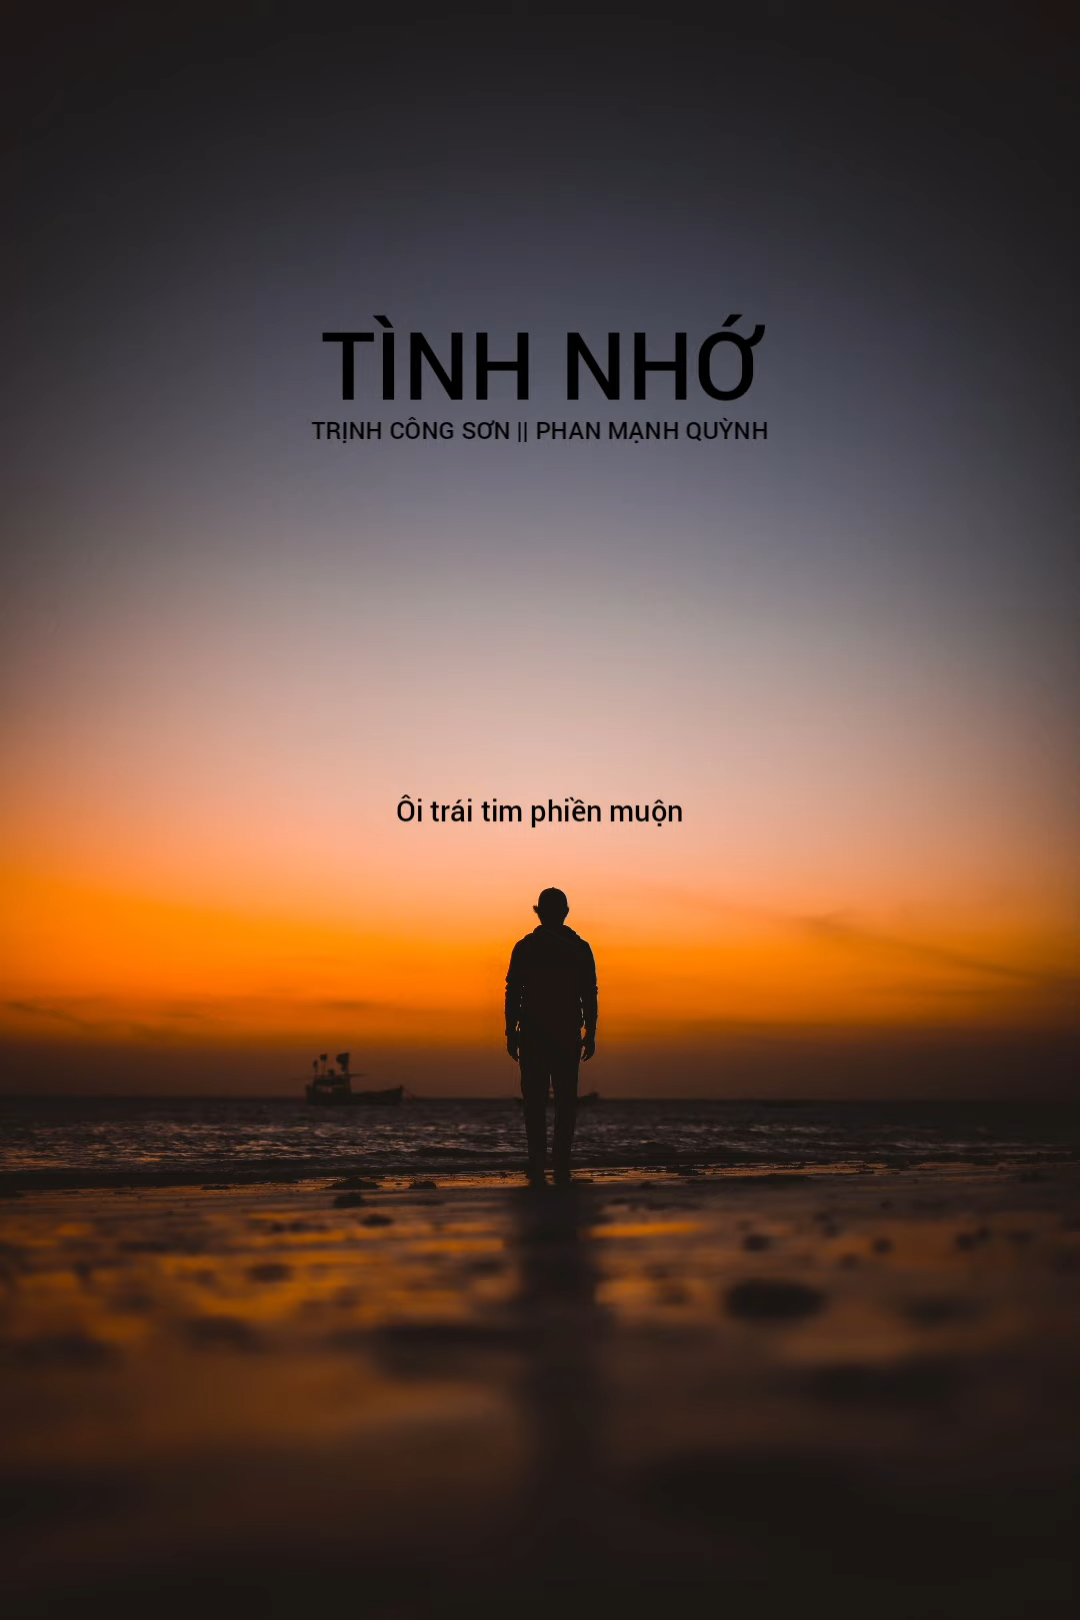 TÌNH NHỚ
TRỊNH CÔNG SƠN || PHAN MẠNH QUỲNH
Ôi trái tim phiền muộn